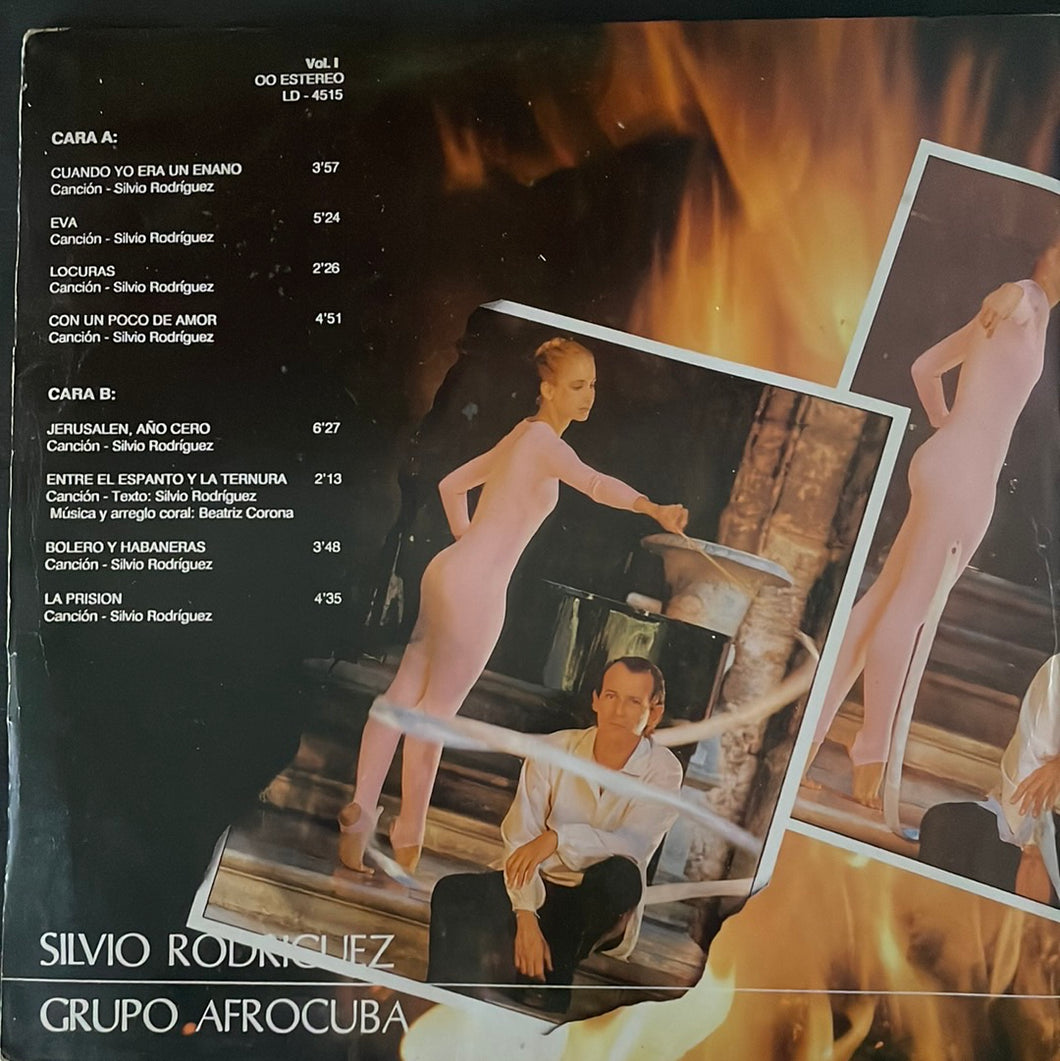 Vol. I
OO ESTEREO
LD - 4515
CARA A:
CUANDO YO ERA UN ENANO 3'57
Canción - Silvio Rodríguez
EVA 5'24
Canción - Silvio Rodríguez
LOCURAS 2'26
Canción - Silvio Rodríguez
CON UN POCO DE AMOR 4'51
Canción - Silvio Rodríguez
CARA B:
JERUSALEN, AÑO CERO 6'27
Canción - Silvio Rodríguez
ENTRE EL ESPANTO Y LA TERNURA 2'13
Canción - Texto: Silvio Rodríguez
Música y arreglo coral: Beatriz Corona
BOLERO Y HABANERAS 3'48
Canción - Silvio Rodríguez
LA PRISION 4'35
Canción - Silvio Rodríguez
SILVIO RODRIGUEZ
GRUPO AFROCUBA